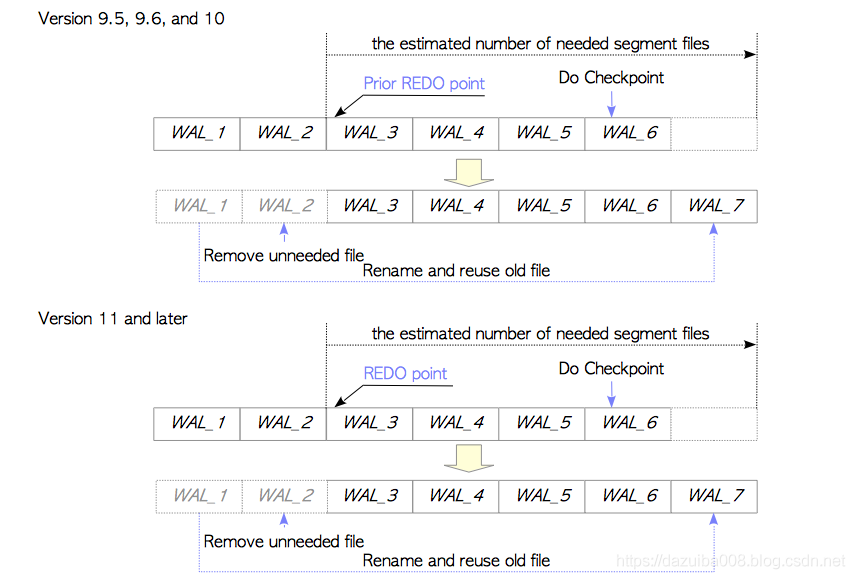 Version 9.5, 9.6, and 10
the estimated number of needed segment files
Prior REDO point
Do Checkpoint
WAL_1 WAL_2 WAL_3 WAL_4 WAL_5 WAL_6
WAL_1 WAL_2 WAL_3 WAL_4 WAL_5 WAL_6 WAL_7
Remove unneeded file
Rename and reuse old file
Version 11 and later
the estimated number of needed segment files
REDO point
Do Checkpoint
WAL_1 WAL_2 WAL_3 WAL_4 WAL_5 WAL_6
WAL_1 WAL_2 WAL_3 WAL_4 WAL_5 WAL_6 WAL_7
Remove unneeded file
Rename and reuse old file
https://dazuiba008.blog.csdn.net